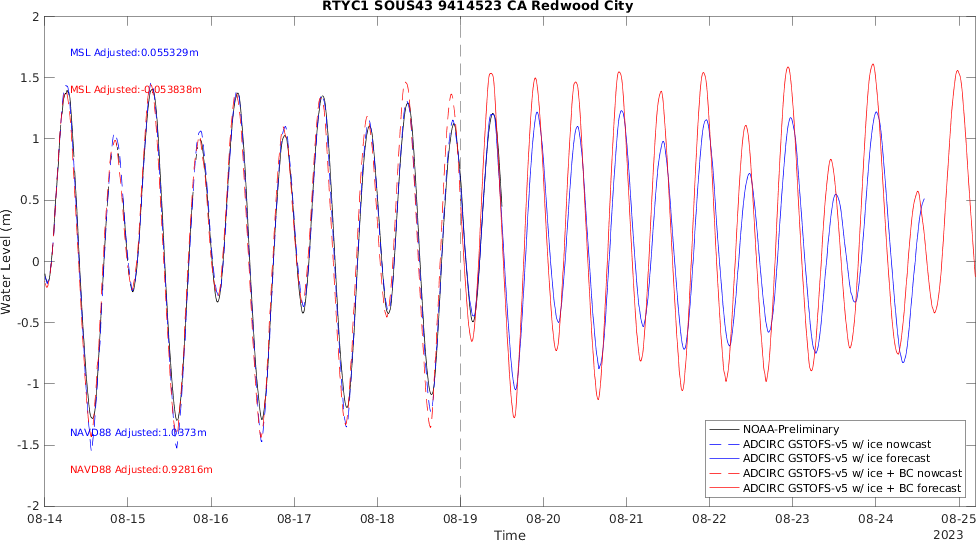 RTYC1 SOUS43 9414523 CA Redwood City
2
1.5
1
0.5
0
-0.5
-1
-1.5
-2
Water Level (m)
MSL Adjusted:0.055329m
MSL Adjusted:-0.053838m
NAVD88 Adjusted:1.0373m
NAVD88 Adjusted:0.92816m
NOAA-Preliminary
ADCIRC GSTOFS-v5 w/ ice nowcast
ADCIRC GSTOFS-v5 w/ ice forecast
ADCIRC GSTOFS-v5 w/ ice + BC nowcast
ADCIRC GSTOFS-v5 w/ ice + BC forecast
08-14 08-15 08-16 08-17 08-18 08-19 08-20 08-21 08-22 08-23 08-24 08-25
Time
2023